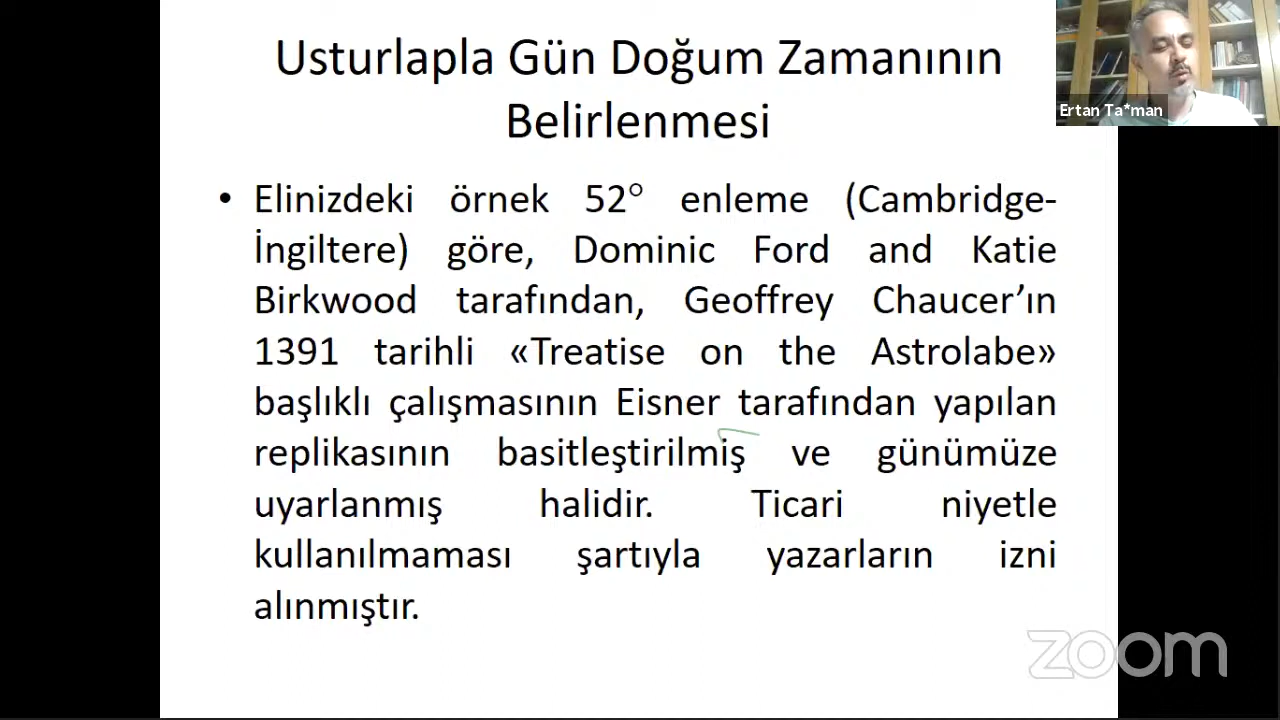 Usturlapla Gün Doğum Zamanının
Belirlenmesi
• Elinizdeki örnek 52° enleme (Cambridge-
İngiltere) göre, Dominic Ford and Katie
Birkwood tarafından, Geoffrey Chaucer’ın
1391 tarihli «Treatise on the Astrolabe»
başlıklı çalışmasının Eisner tarafından yapılan
replikasının basitleştirilmiş ve günümüze
uyarlanmış halidir. Ticari niyetle
kullanılmaması şartıyla yazarların izni
alınmıştır.
Ertan Ta*man
zoom